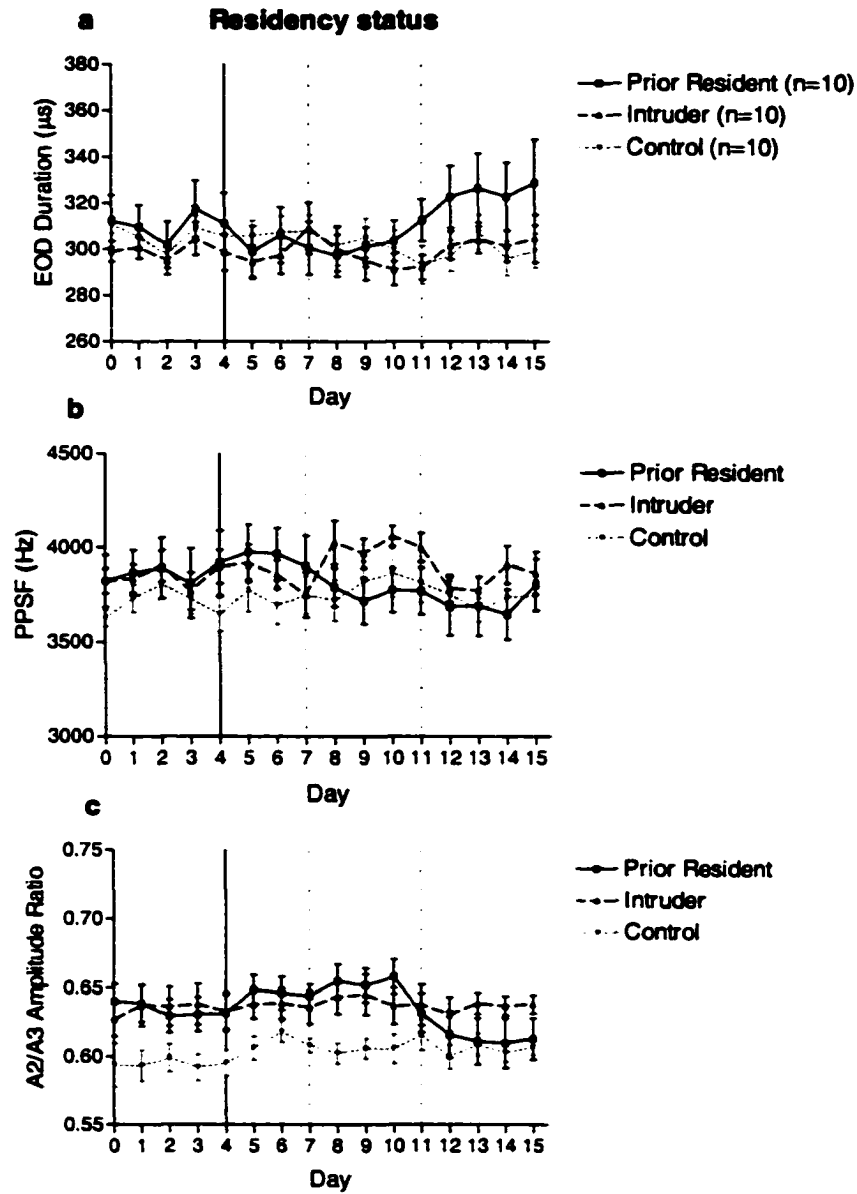 a Residency status
EOD Duration (µs)
380
360
340
320
300
280
260
0 1 2 3 4 5 6 7 8 9 10 11 12 13 14 15
Day
Prior Resident (n=10)
Intruder (n=10)
Control (n=10)
b
PPSF (Hz)
4500
4000
3500
3000
0 1 2 3 4 5 6 7 8 9 10 11 12 13 14 15
Day
Prior Resident
Intruder
Control
c
A2/A3 Amplitude Ratio
0.75
0.70
0.65
0.60
0.55
0 1 2 3 4 5 6 7 8 9 10 11 12 13 14 15
Day
Prior Resident
Intruder
Control